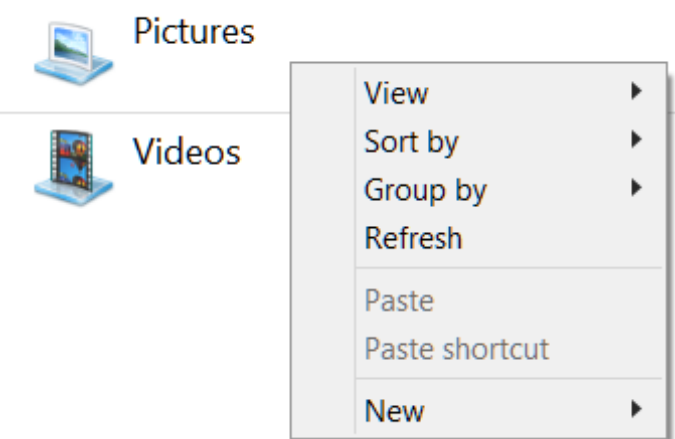 Pictures
Videos
View
Sort by
Group by
Refresh
Paste
Paste shortcut
New